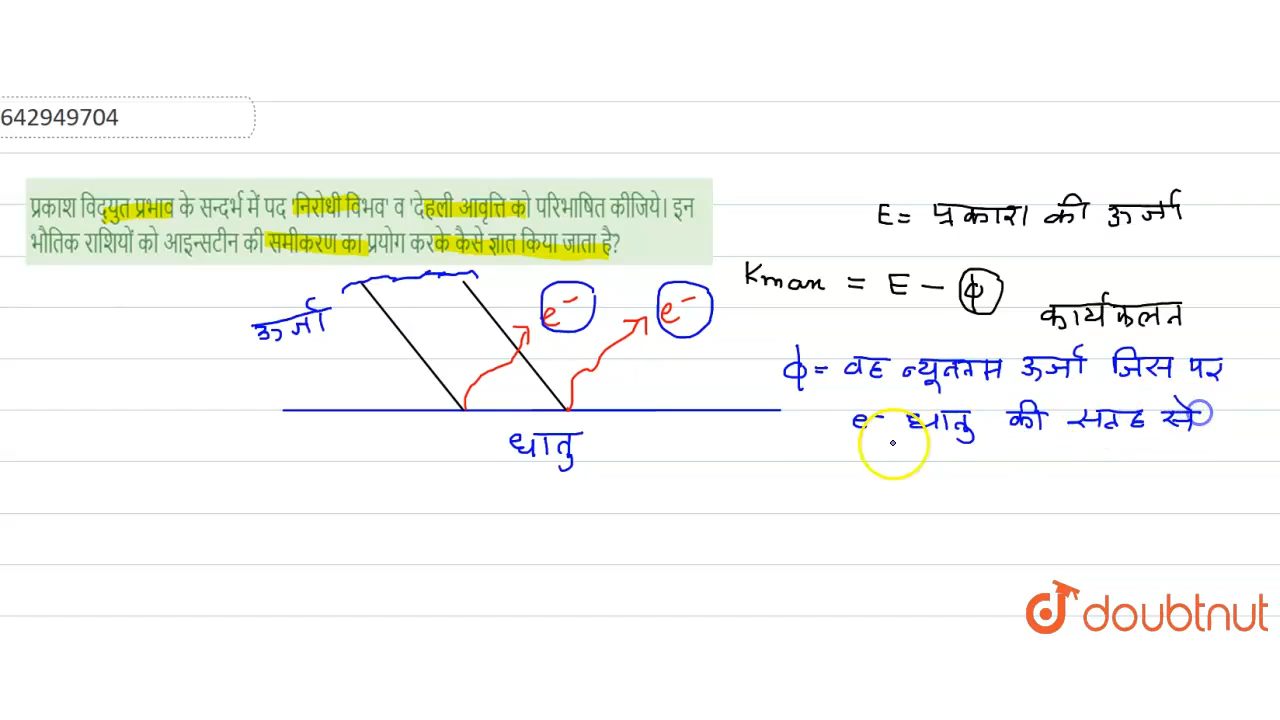 642949704
प्रकाश विद्युत प्रभाव के सन्दर्भ में पद 'निरोधी विभव' व 'देहली आवृत्ति को परिभाषित कीजिये। इन
भौतिक राशियों को आइन्सटीन की समीकरण का प्रयोग करके कैसे ज्ञात किया जाता है?
E = प्रकाश की ऊर्जा
Kmax = E - ϕ
कार्यफलन
ϕ = वह न्यूनतम ऊर्जा जिस पर
e- धातु की सतह से
ऊर्जा
e-
e-
धातु
doubtnut